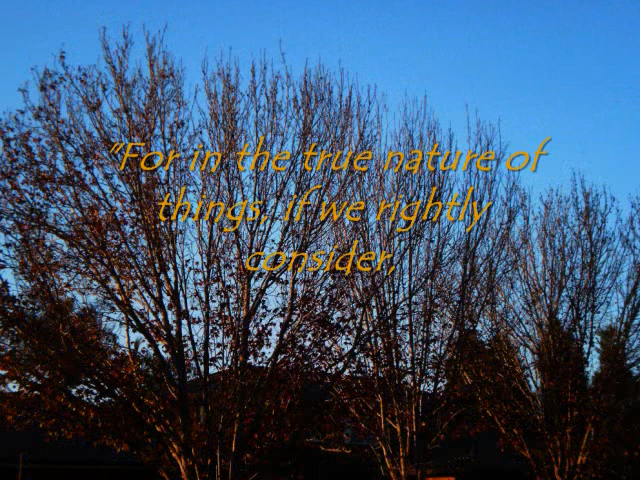 "For in the true nature of
things, if we rightly
consider,